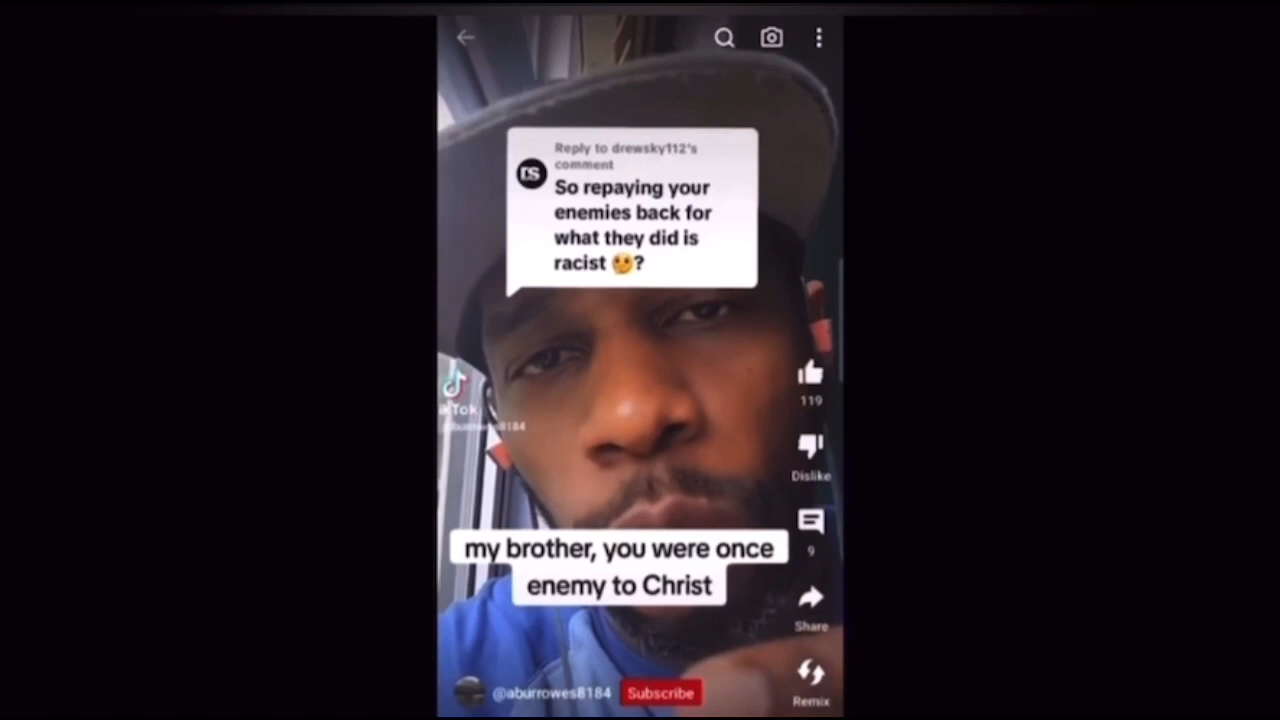 Reply to drewsky112's
comment
So repaying your
enemies back for
what they did is
racist 🤔?
119
Dislike
9
Share
Remix
my brother, you were once
enemy to Christ
@aburrowes8184
Subscribe